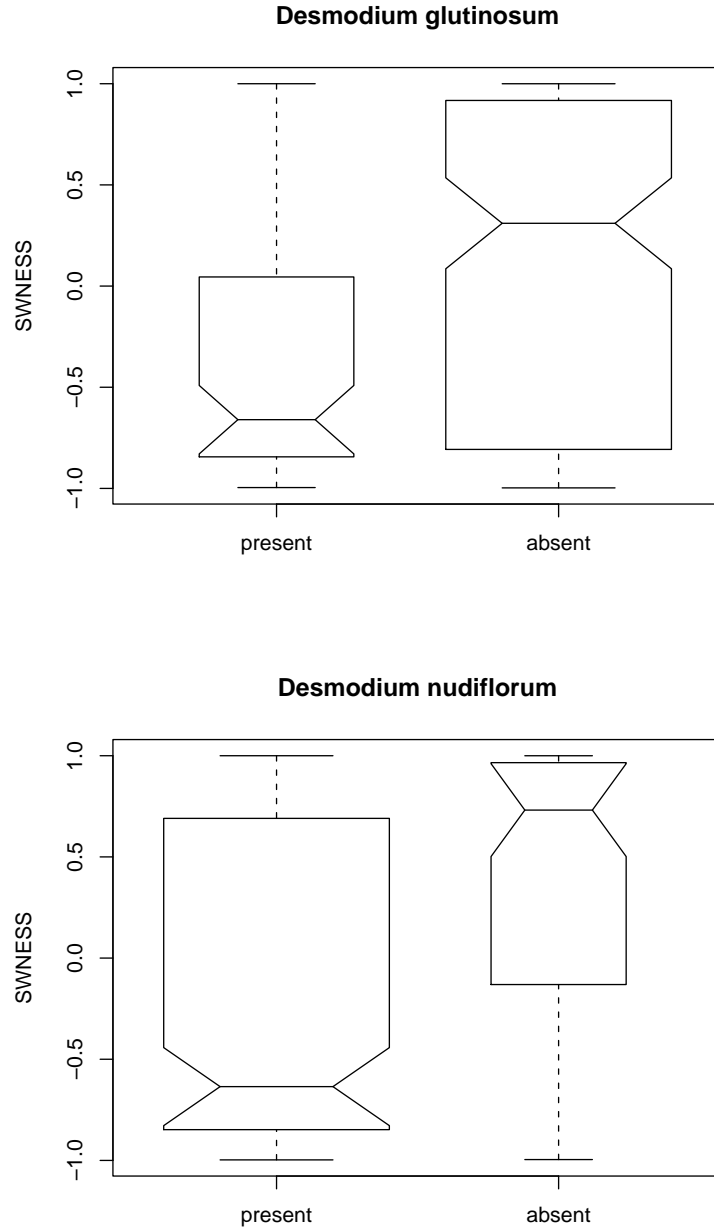 Desmodium glutinosum
1.0
0.5
0.0
−0.5
−1.0
SWNESS
present absent
Desmodium nudiflorum
1.0
0.5
0.0
−0.5
−1.0
SWNESS
present absent